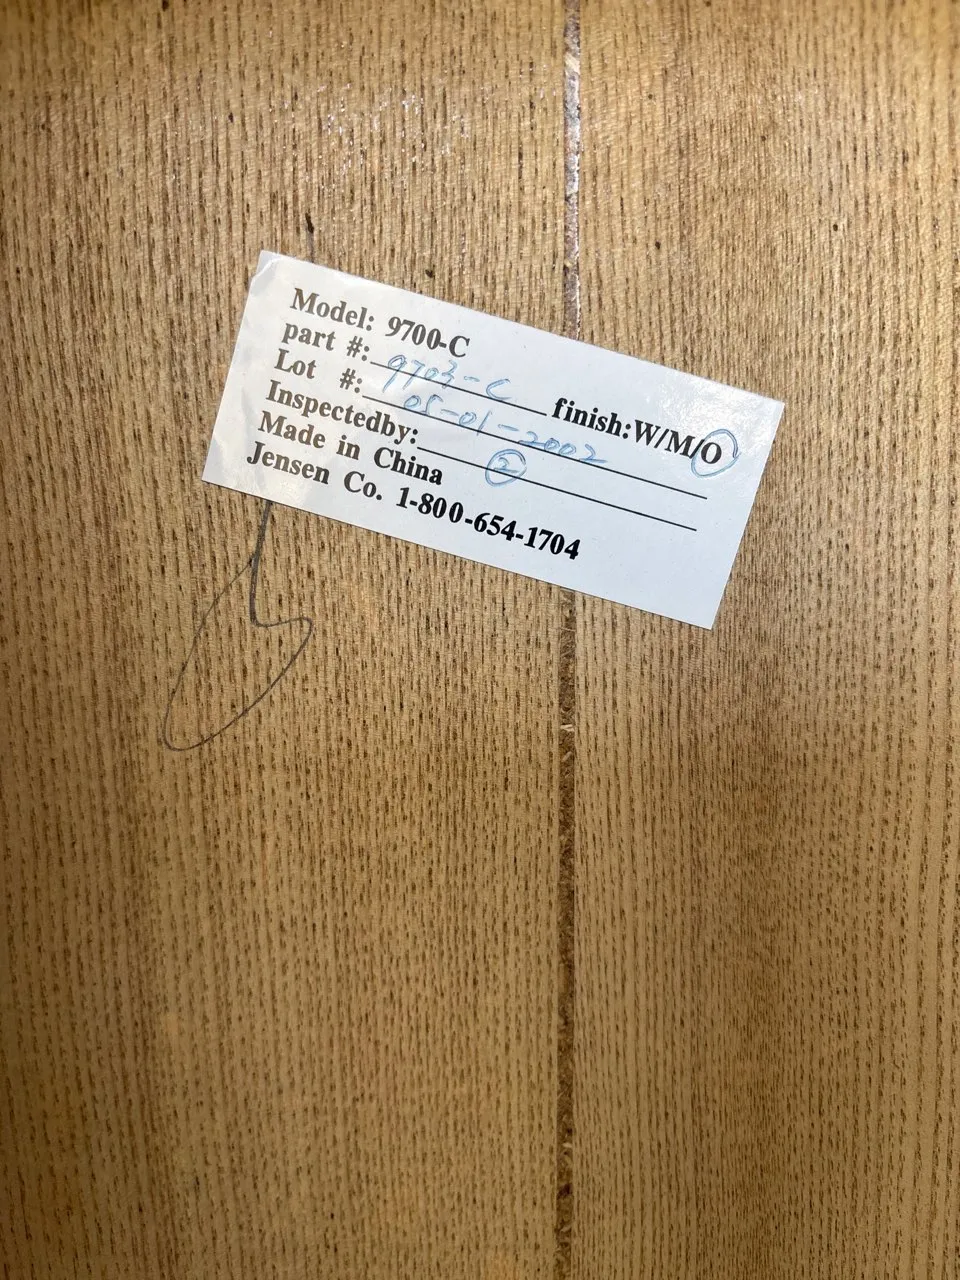 Model: 9700-C
part #: 9703-C finish: W/M/O
Lot #: 05-01-2002
Inspectedby: 2
Made in China
Jensen Co. 1-800-654-1704